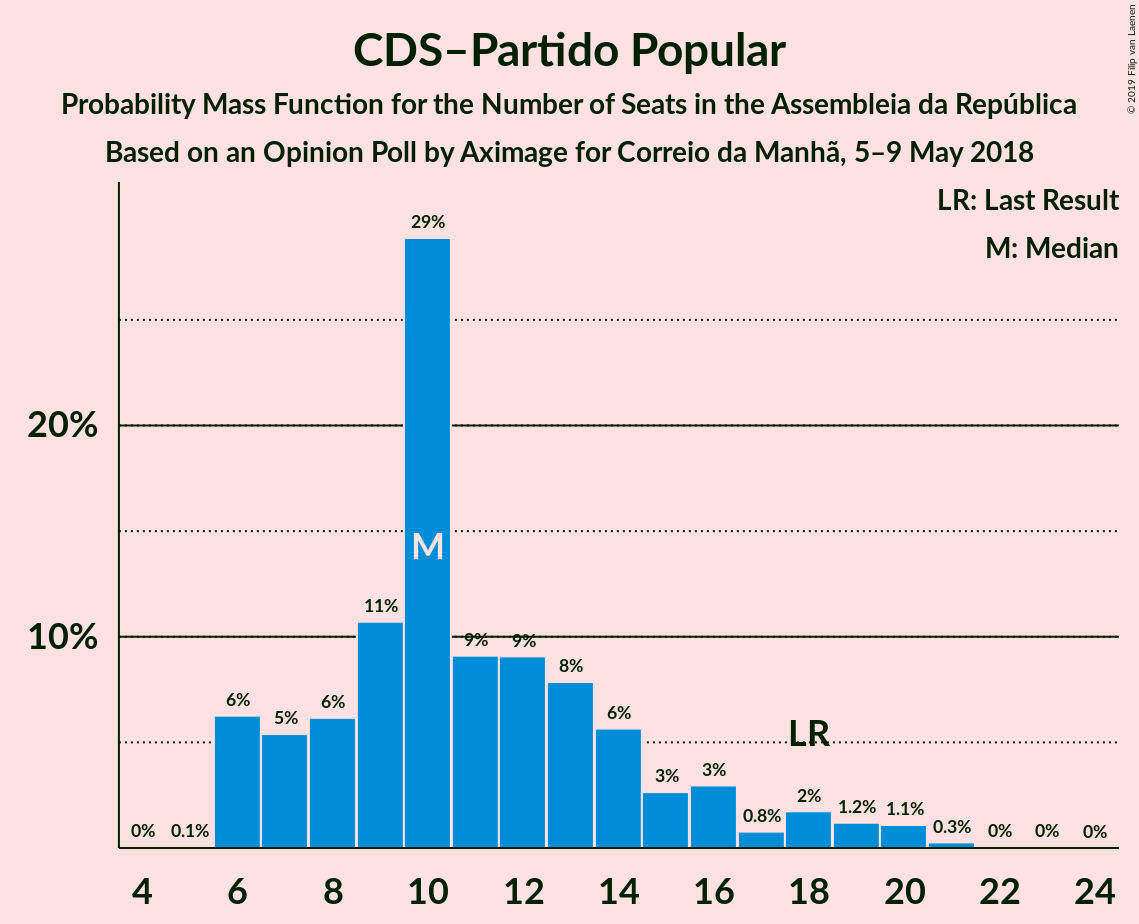 CDS–Partido Popular
Probability Mass Function for the Number of Seats in the Assembleia da República
Based on an Opinion Poll by Aximage for Correio da Manhã, 5–9 May 2018
© 2019 Filip van Laenen
LR: Last Result
M: Median
20%
10%
0%
0.1%
6%
5%
6%
11%
29%
9%
9%
8%
6%
3%
3%
0.8%
2%
1.2%
1.1%
0.3%
0%
0%
0%
M
LR
4 6 8 10 12 14 16 18 20 22 24